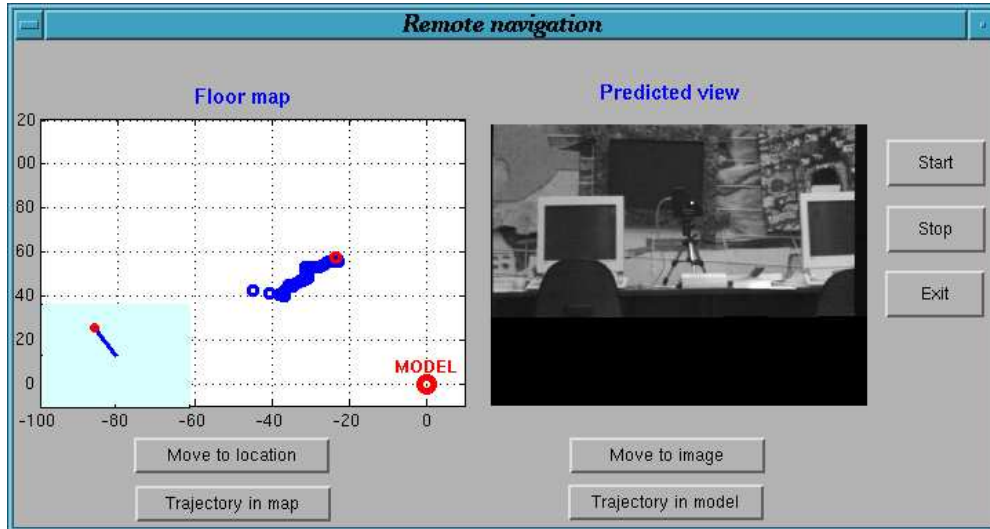 Remote navigation
Floor map
Predicted view
20
00
80
60
40
20
0
MODEL
-100 -80 -60 -40 -20 0
Start
Stop
Exit
Move to location
Move to image
Trajectory in map
Trajectory in model